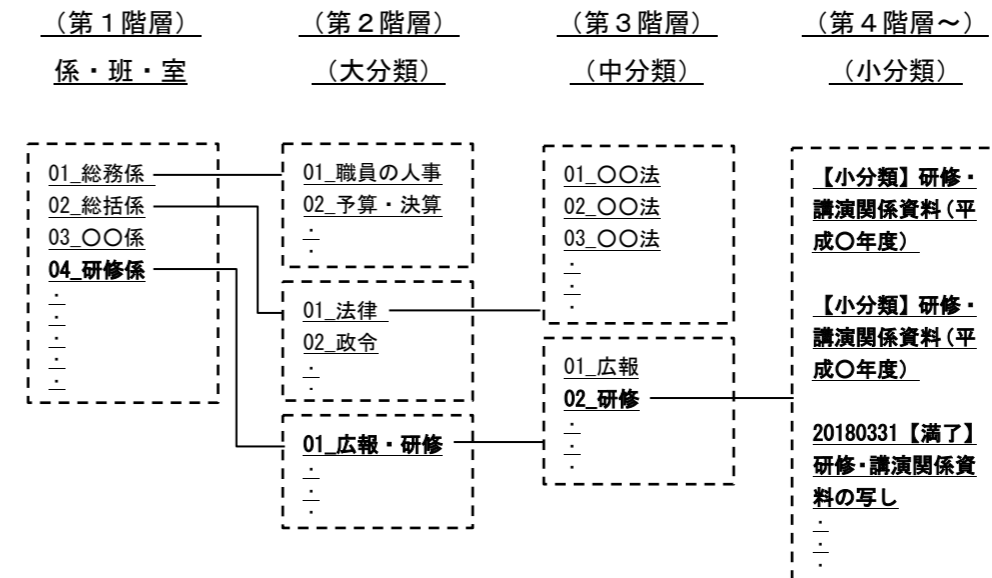 （第１階層）
係・班・室
（第２階層）
（大分類）
（第３階層）
（中分類）
（第４階層～）
（小分類）
01_総務係
02_総括係
03_〇〇係
04_研修係
・
・
・
・
・
01_職員の人事
02_予算・決算
・
・
01_法律
02_政令
・
・
01_広報・研修
・
・
・
01_〇〇法
02_〇〇法
03_〇〇法
・
・
・
01_広報
02_研修
・
・
・
【小分類】研修・
講演関係資料（平
成〇年度）
【小分類】研修・
講演関係資料（平
成〇年度）
20180331【満了】
研修・講演関係資
料の写し
・
・
・